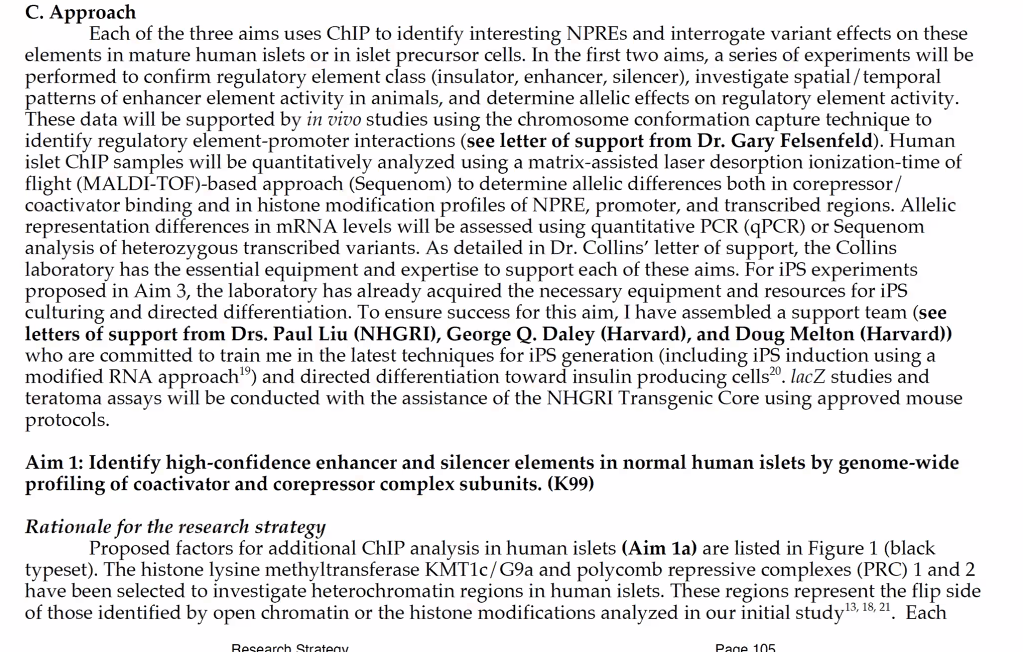 C. Approach
Each of the three aims uses ChIP to identify interesting NPREs and interrogate variant effects on these
elements in mature human islets or in islet precursor cells. In the first two aims, a series of experiments will be
performed to confirm regulatory element class (insulator, enhancer, silencer), investigate spatial/temporal
patterns of enhancer element activity in animals, and determine allelic effects on regulatory element activity.
These data will be supported by in vivo studies using the chromosome conformation capture technique to
identify regulatory element-promoter interactions (see letter of support from Dr. Gary Felsenfeld). Human
islet ChIP samples will be quantitatively analyzed using a matrix-assisted laser desorption ionization-time of
flight (MALDI-TOF)-based approach (Sequenom) to determine allelic differences both in corepressor/
coactivator binding and in histone modification profiles of NPRE, promoter, and transcribed regions. Allelic
representation differences in mRNA levels will be assessed using quantitative PCR (qPCR) or Sequenom
analysis of heterozygous transcribed variants. As detailed in Dr. Collins' letter of support, the Collins
laboratory has the essential equipment and expertise to support each of these aims. For iPS experiments
proposed in Aim 3, the laboratory has already acquired the necessary equipment and resources for iPS
culturing and directed differentiation. To ensure success for this aim, I have assembled a support team (see
letters of support from Drs. Paul Liu (NHGRI), George Q. Daley (Harvard), and Doug Melton (Harvard))
who are committed to train me in the latest techniques for iPS generation (including iPS induction using a
modified RNA approach19) and directed differentiation toward insulin producing cells20. lacZ studies and
teratoma assays will be conducted with the assistance of the NHGRI Transgenic Core using approved mouse
protocols.
Aim 1: Identify high-confidence enhancer and silencer elements in normal human islets by genome-wide
profiling of coactivator and corepressor complex subunits. (K99)
Rationale for the research strategy
Proposed factors for additional ChIP analysis in human islets (Aim 1a) are listed in Figure 1 (black
typeset). The histone lysine methyltransferase KMT1c/G9a and polycomb repressive complexes (PRC) 1 and 2
have been selected to investigate heterochromatin regions in human islets. These regions represent the flip side
of those identified by open chromatin or the histone modifications analyzed in our initial study13, 18, 21. Each
Research Strategy Page 105